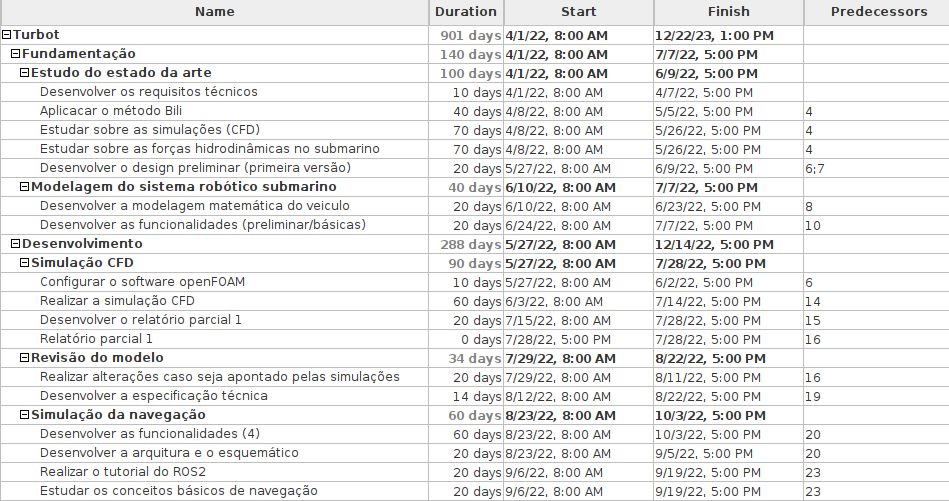 Name Duration Start Finish Predecessors
Turbot 901 days 4/1/22, 8:00 AM 12/22/23, 1:00 PM
Fundamentação 140 days 4/1/22, 8:00 AM 7/7/22, 5:00 PM
Estudo do estado da arte 100 days 4/1/22, 8:00 AM 6/9/22, 5:00 PM
Desenvolver os requisitos técnicos 10 days 4/1/22, 8:00 AM 4/7/22, 5:00 PM
Aplicacar o método Bili 40 days 4/8/22, 8:00 AM 5/5/22, 5:00 PM 4
Estudar sobre as simulações (CFD) 70 days 4/8/22, 8:00 AM 5/26/22, 5:00 PM 4
Estudar sobre as forças hidrodinâmicas no submarino 70 days 4/8/22, 8:00 AM 5/26/22, 5:00 PM 4
Desenvolver o design preliminar (primeira versão) 20 days 5/27/22, 8:00 AM 6/9/22, 5:00 PM 6;7
Modelagem do sistema robótico submarino 40 days 6/10/22, 8:00 AM 7/7/22, 5:00 PM
Desenvolver a modelagem matemática do veiculo 20 days 6/10/22, 8:00 AM 6/23/22, 5:00 PM 8
Desenvolver as funcionalidades (preliminar/básicas) 20 days 6/24/22, 8:00 AM 7/7/22, 5:00 PM 10
Desenvolvimento 288 days 5/27/22, 8:00 AM 12/14/22, 5:00 PM
Simulação CFD 90 days 5/27/22, 8:00 AM 7/28/22, 5:00 PM
Configurar o software openFOAM 10 days 5/27/22, 8:00 AM 6/2/22, 5:00 PM 6
Realizar a simulação CFD 60 days 6/3/22, 8:00 AM 7/14/22, 5:00 PM 14
Desenvolver o relatório parcial 1 20 days 7/15/22, 8:00 AM 7/28/22, 5:00 PM 15
Relatório parcial 1 0 days 7/28/22, 5:00 PM 7/28/22, 5:00 PM 16
Revisão do modelo 34 days 7/29/22, 8:00 AM 8/22/22, 5:00 PM
Realizar alterações caso seja apontado pelas simulações 20 days 7/29/22, 8:00 AM 8/11/22, 5:00 PM 16
Desenvolver a especificação técnica 14 days 8/12/22, 8:00 AM 8/22/22, 5:00 PM 19
Simulação da navegação 60 days 8/23/22, 8:00 AM 10/3/22, 5:00 PM
Desenvolver as funcionalidades (4) 60 days 8/23/22, 8:00 AM 10/3/22, 5:00 PM 20
Desenvolver a arquitura e o esquemático 20 days 8/23/22, 8:00 AM 9/5/22, 5:00 PM 20
Realizar o tutorial do ROS2 20 days 9/6/22, 8:00 AM 9/19/22, 5:00 PM 23
Estudar os conceitos básicos de navegação 20 days 9/6/22, 8:00 AM 9/19/22, 5:00 PM 23